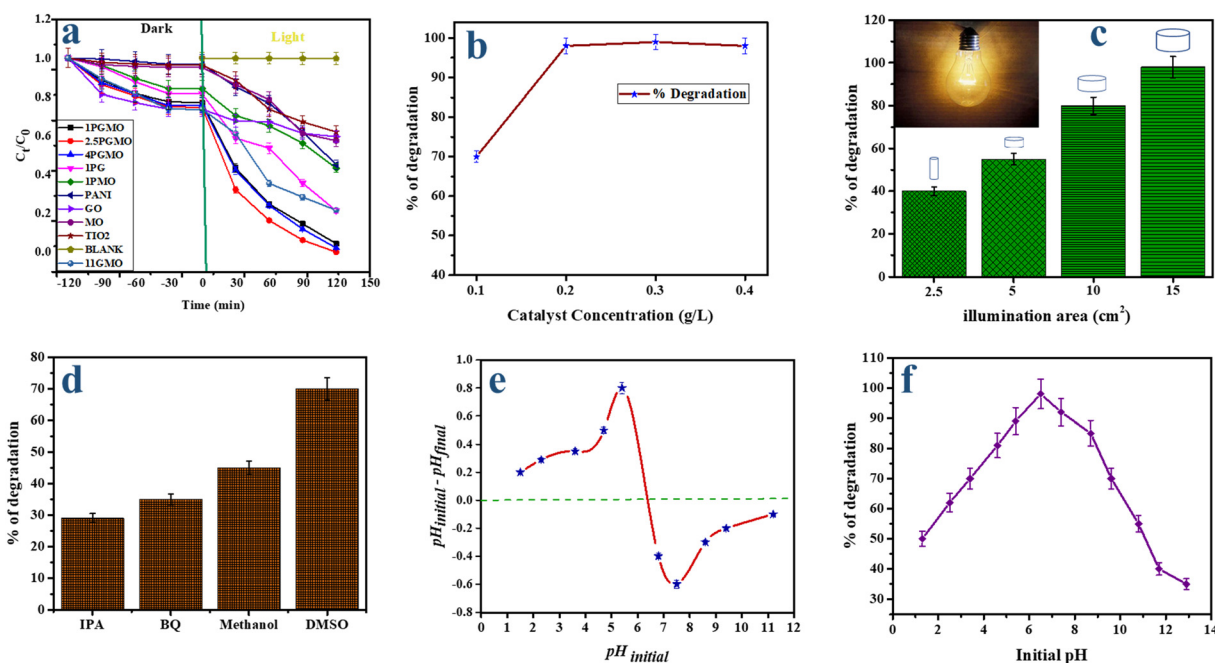 a
Dark
Light
C_t/C_0
1.2
1.0
0.8
0.6
0.4
0.2
0.0
1PGMO
2.5PGMO
4PGMO
1PG
1PMO
PANI
GO
MO
TIO2
BLANK
11GMO
-120 -90 -60 -30 0 30 60 90 120 150
Time (min)
b
% of degradation
100
90
80
70
60
50
40
% Degradation
0.1 0.2 0.3 0.4
Catalyst Concentration (g/L)
c
% of degradation
120
100
80
60
40
20
0
2.5 5 10 15
illumination area (cm²)
d
% of degradation
80
70
60
50
40
30
20
10
0
IPA BQ Methanol DMSO
e
pH_initial - pH_final
1.0
0.8
0.6
0.4
0.2
0.0
-0.2
-0.4
-0.6
-0.8
0 1 2 3 4 5 6 7 8 9 10 11 12
pH initial
f
% of degradation
110
100
90
80
70
60
50
40
30
0 2 4 6 8 10 12 14
Initial pH